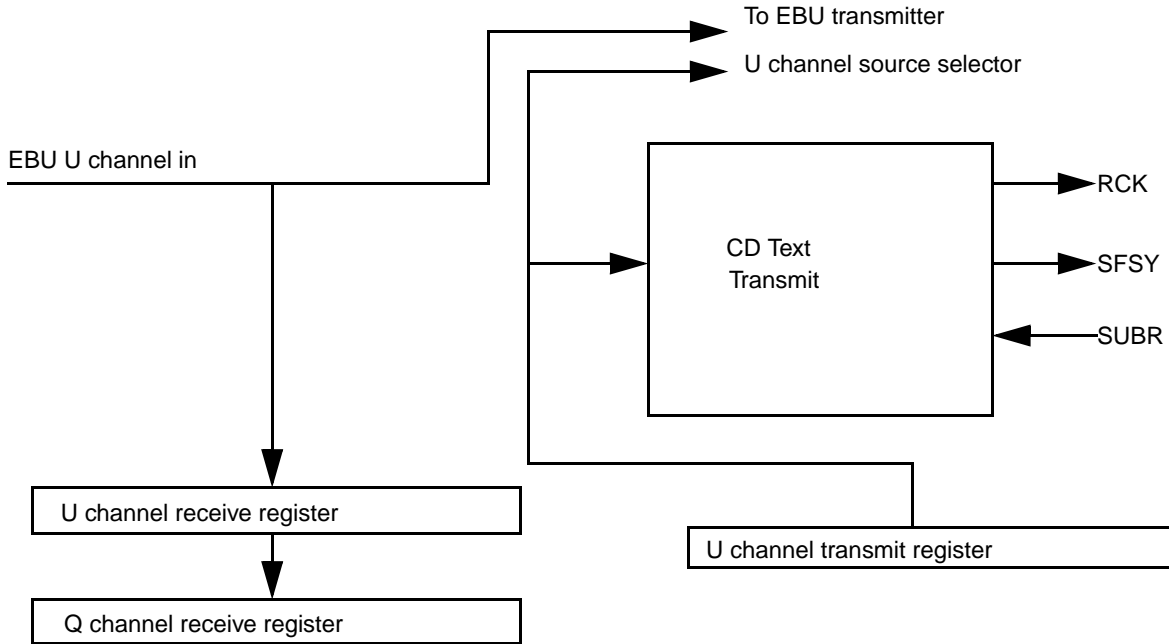 To EBU transmitter
U channel source selector
EBU U channel in
RCK
CD Text
Transmit
SFSY
SUBR
U channel receive register
U channel transmit register
Q channel receive register